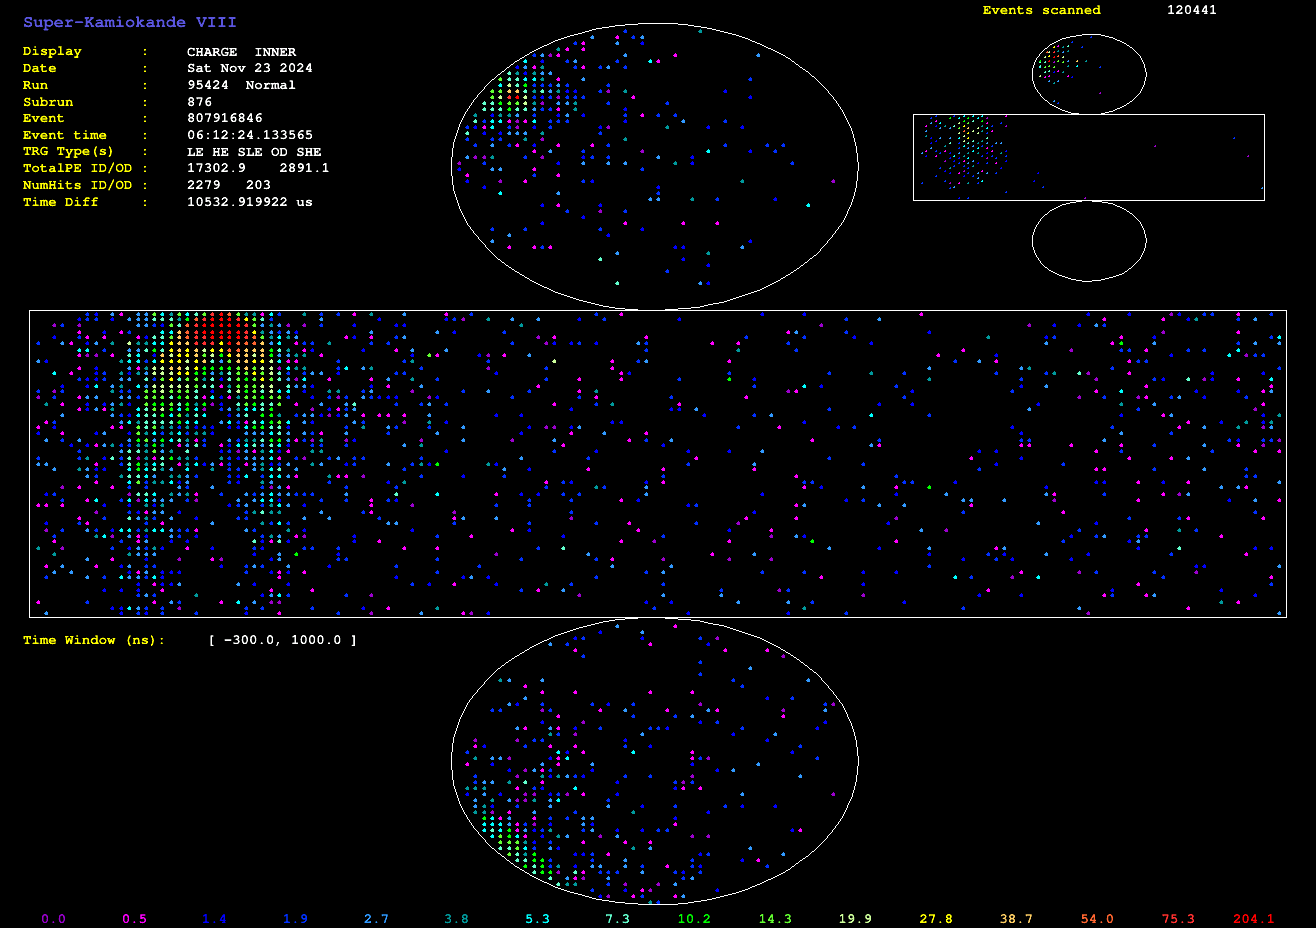 Super-Kamiokande VIII
Events scanned 120441
Display : CHARGE INNER
Date : Sat Nov 23 2024
Run : 95424 Normal
Subrun : 876
Event : 807916846
Event time : 06:12:24.133565
TRG Type(s) : LE HE SLE OD SHE
TotalPE ID/OD : 17302.9 2891.1
NumHits ID/OD : 2279 203
Time Diff : 10532.919922 us
Time Window (ns): [ -300.0, 1000.0 ]
0.0 0.5 1.4 1.9 2.7 3.8 5.3 7.3 10.2 14.3 19.9 27.8 38.7 54.0 75.3 204.1